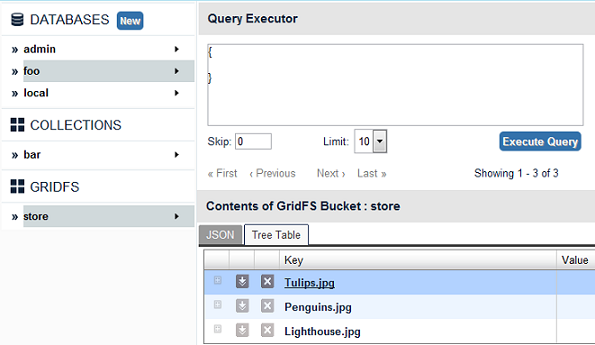 DATABASES New
» admin
» foo
» local
COLLECTIONS
» bar
GRIDFS
» store
Query Executor
{
}
Skip: 0 Limit: 10 Execute Query
« First ‹ Previous Next › Last » Showing 1 - 3 of 3
Contents of GridFS Bucket : store
JSON Tree Table
Key Value
Tulips.jpg
Penguins.jpg
Lighthouse.jpg